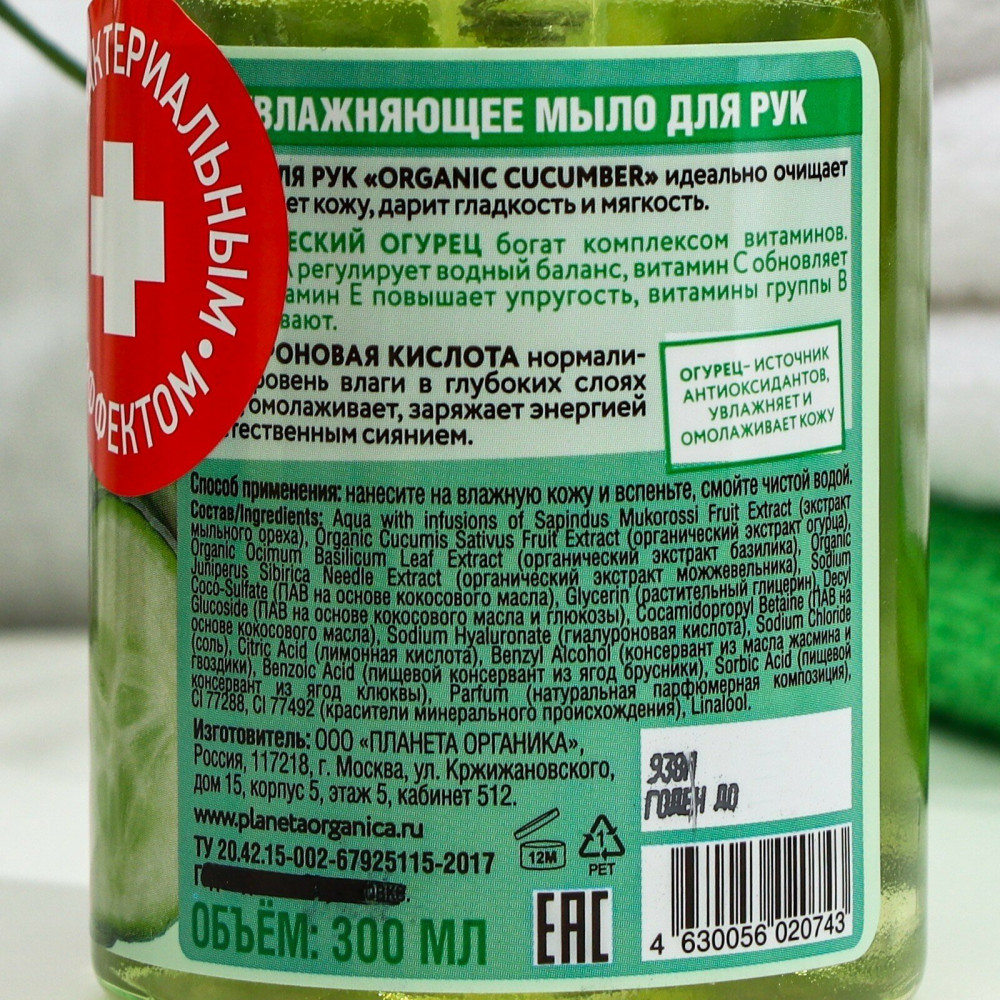 АКТЕРИАЛЬНЫМ •
ФЕКТОМ
ВЛАЖНЯЮЩЕЕ МЫЛО ДЛЯ РУК
ЛЯ РУК «ORGANIC CUCUMBER» идеально очищает
ет кожу, дарит гладкость и мягкость.
ЕСКИЙ ОГУРЕЦ богат комплексом витаминов.
А регулирует водный баланс, витамин С обновляет
амин Е повышает упругость, витамины группы В
вают.
РОНОВАЯ КИСЛОТА нормали-
ровень влаги в глубоких слоях
омолаживает, заряжает энергией
тественным сиянием.
ОГУРЕЦ– ИСТОЧНИК
АНТИОКСИДАНТОВ,
УВЛАЖНЯЕТ И
ОМОЛАЖИВАЕТ КОЖУ
Способ применения: нанесите на влажную кожу и вспеньте, смойте чистой водой.
Состав/Ingredients: Aqua with infusions of Sapindus Mukorossi Fruit Extract (экстракт
мыльного ореха), Organic Cucumis Sativus Fruit Extract (органический экстракт огурца),
Organic Ocimum Basilicum Leaf Extract (органический экстракт базилика), Organic
Juniperus Sibirica Needle Extract (органический экстракт можжевельника), Sodium
Coco-Sulfate (ПАВ на основе кокосового масла), Glycerin (растительный глицерин), Decyl
Glucoside (ПАВ на основе кокосового масла и глюкозы), Cocamidopropyl Betaine (ПАВ на
основе кокосового масла), Sodium Hyaluronate (гиалуроновая кислота), Sodium Chloride
(соль), Citric Acid (лимонная кислота), Benzyl Alcohol (консервант из масла жасмина и
гвоздики), Benzoic Acid (пищевой консервант из ягод брусники), Sorbic Acid (пищевой
консервант из ягод клюквы), Parfum (натуральная парфюмерная композиция),
CI 77288, CI 77492 (красители минерального происхождения), Linalool.
Изготовитель: ООО «ПЛАНЕТА ОРГАНИКА»,
Россия, 117218, г. Москва, ул. Кржижановского,
дом 15, корпус 5, этаж 5, кабинет 512.
www.planetaorganica.ru
ТУ 20.42.15-002-67925115-2017
ОБЪЁМ: 300 МЛ
12M
1
PET
EAC
ГОДЕН ДО
4 630056 020743